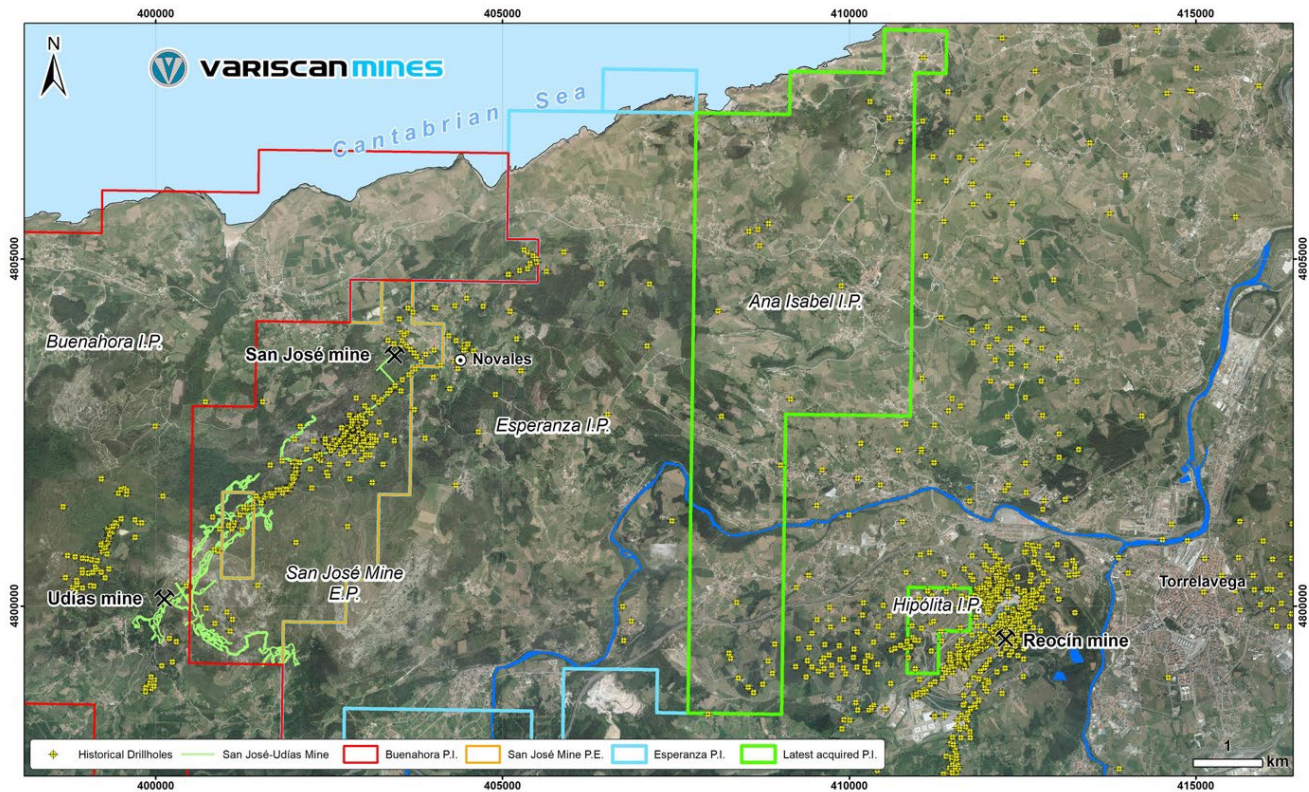 400000
405000
410000
415000
N
VARISCAN MINES
Cantabrian Sea
4805000
4805000
Ana Isabel I.P.
Buenahora I.P.
San José mine
Novales
Esperanza I.P.
San José Mine
E.P.
Udías mine
Hipólita I.P.
Torrelavega
4800000
4800000
Reocín mine
Historical Drillholes
San José-Udías Mine
Buenahora P.I.
San José Mine P.E.
Esperanza P.I.
Latest acquired P.I.
1
km
400000
405000
410000
415000